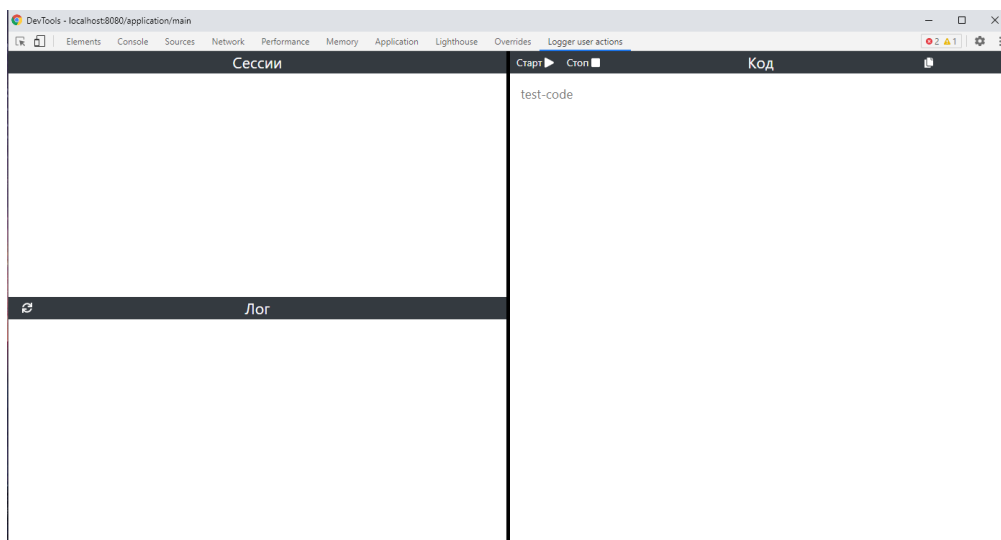 DevTools - localhost:8080/application/main
Elements Console Sources Network Performance Memory Application Lighthouse Overrides Logger user actions 2 1
Сессии
Старт Стоп Код
test-code
Лог